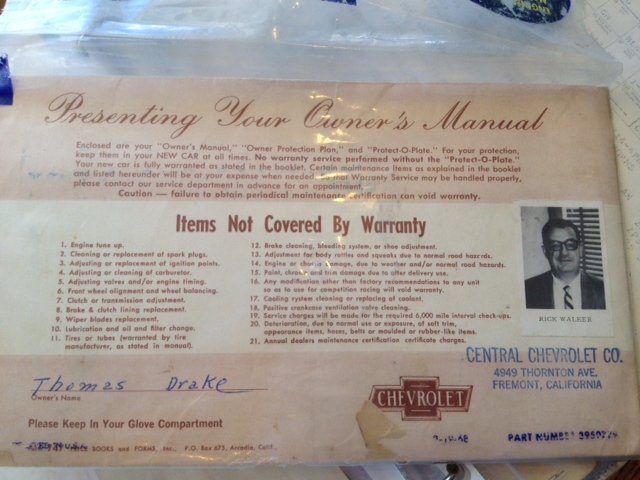 Presenting Your Owner's Manual
Enclosed are your "Owner's Manual," "Owner Protection Plan," and "Protect-O-Plate." For your protection,
keep them in your NEW CAR at all times. No warranty service performed without the "Protect-O-Plate."
Your new car is fully warranted as stated in the booklet. Certain maintenance items as explained in the booklet
and listed hereunder will be at your expense when needed. So that Warranty Service may be handled properly,
please contact our service department in advance for an appointment.
Caution — failure to obtain periodical maintenance certification can void warranty.
Items Not Covered By Warranty
1. Engine tune up.
2. Cleaning or replacement of spark plugs.
3. Adjusting or replacement of ignition points.
4. Adjusting or cleaning of carburetor.
5. Adjusting valves and/or engine timing.
6. Front wheel alignment and wheel balancing.
7. Clutch or transmission adjustment.
8. Brake & clutch lining replacement.
9. Wiper blades replacement.
10. Lubrication and oil and filter change.
11. Tires or tubes (warranted by tire
manufacturer, as stated in manual).
12. Brake cleaning, bleeding system, or shoe adjustment.
13. Adjustment for body rattles and squeaks due to normal road hazards.
14. Engine or chassis damage, due to weather and/or normal road hazards.
15. Paint, chrome and trim damage due to after delivery use.
16. Any modification other than factory recommendations to any unit
so as to use for competition racing will void warranty.
17. Cooling system cleaning or replacing of coolant.
18. Positive crankcase ventilation valve cleaning.
19. Service charges will be made for the required 6,000 mile interval check-ups.
20. Deterioration, due to normal use or exposure, of soft trim,
appearance items, hoses, belts or molded or rubber-like items.
21. Annual dealers maintenance certification certificate charges.
RICK WALKER
CENTRAL CHEVROLET CO.
4949 THORNTON AVE.
FREMONT, CALIFORNIA
Thomas Drake
Owner's Name
CHEVROLET
Please Keep In Your Glove Compartment
BOOKS AND FORMS, Inc., P.O. Box 675, Arcadia, Calif.
PART NUMBER